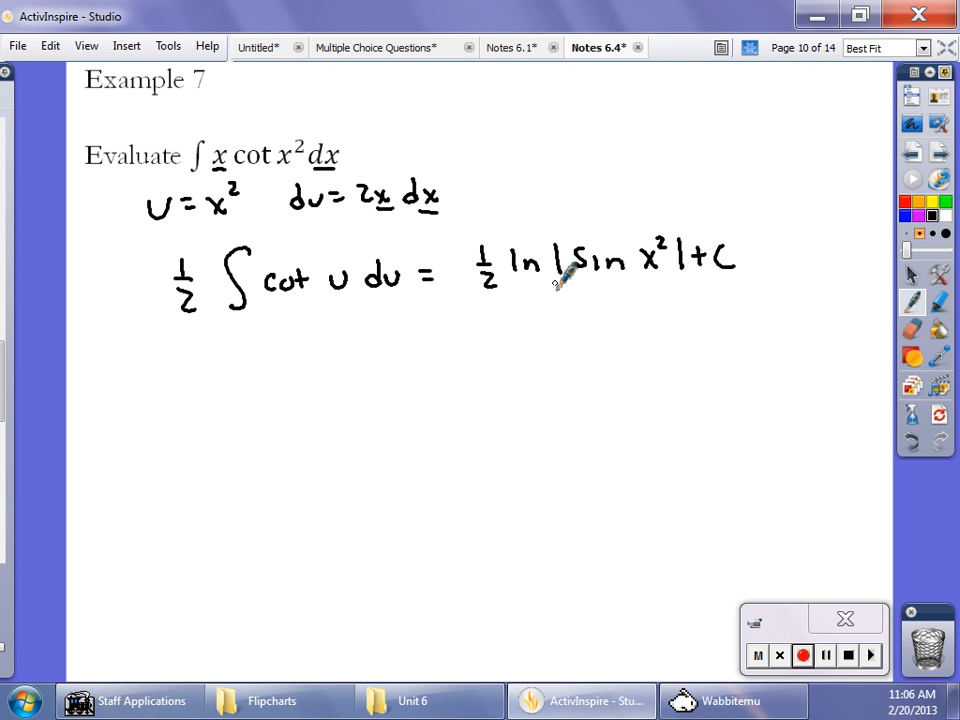 ActivInspire - Studio
File Edit View Insert Tools Help Untitled* Multiple Choice Questions* Notes 6.1* Notes 6.4* Page 10 of 14 Best Fit
Example 7
Evaluate ∫ x cot x² dx
u = x² du = 2x dx
½ ∫ cot u du = ½ ln |sin x²| + C
M
Staff Applications Flipcharts Unit 6 ActivInspire - Stu... Wabbitemu
11:06 AM
2/20/2013